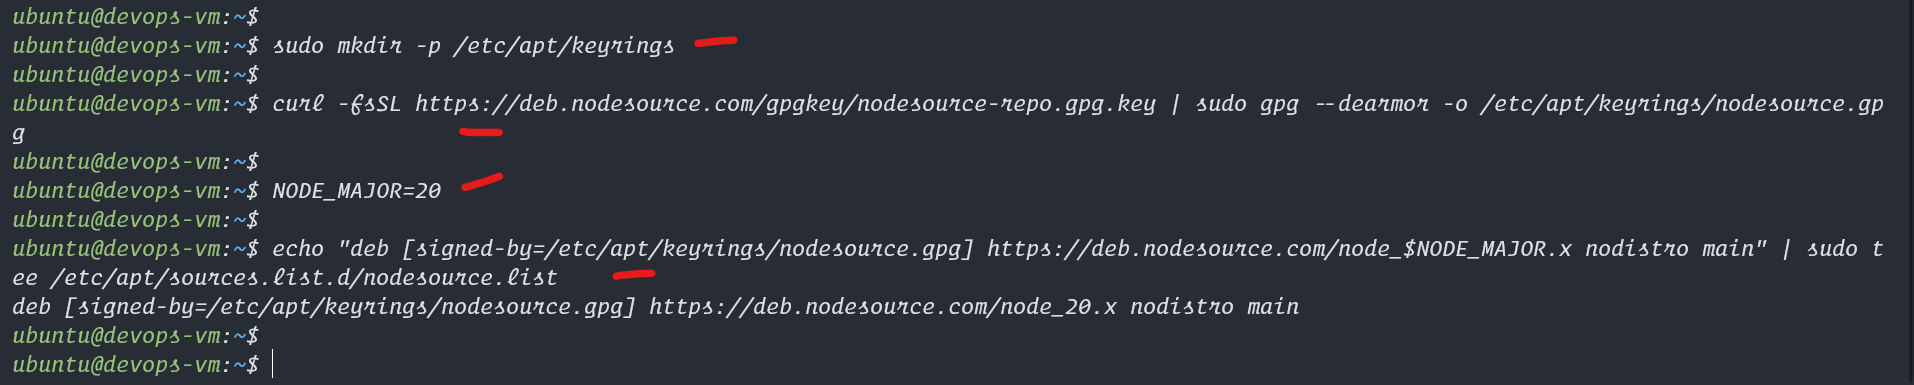 ubuntu@devops-vm:~$
ubuntu@devops-vm:~$ sudo mkdir -p /etc/apt/keyrings
ubuntu@devops-vm:~$
ubuntu@devops-vm:~$ curl -fsSL https://deb.nodesource.com/gpgkey/nodesource-repo.gpg.key | sudo gpg --dearmor -o /etc/apt/keyrings/nodesource.gp
g
ubuntu@devops-vm:~$
ubuntu@devops-vm:~$ NODE_MAJOR=20
ubuntu@devops-vm:~$
ubuntu@devops-vm:~$ echo "deb [signed-by=/etc/apt/keyrings/nodesource.gpg] https://deb.nodesource.com/node_$NODE_MAJOR.x nodistro main" | sudo t
ee /etc/apt/sources.list.d/nodesource.list
deb [signed-by=/etc/apt/keyrings/nodesource.gpg] https://deb.nodesource.com/node_20.x nodistro main
ubuntu@devops-vm:~$
ubuntu@devops-vm:~$